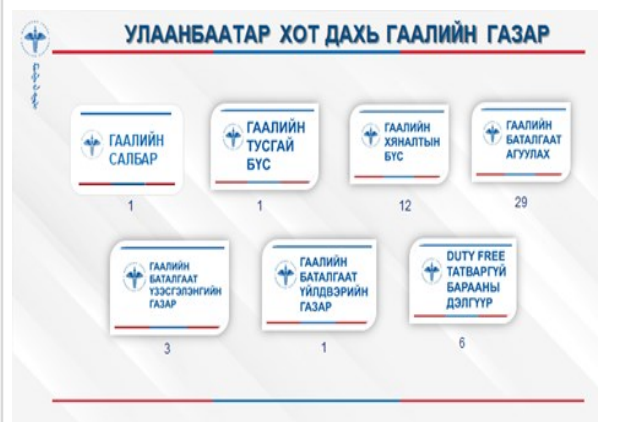 УЛААНБААТАР ХОТ ДАХЬ ГААЛИЙН ГАЗАР
ГААЛИЙН
САЛБАР
1
ГААЛИЙН
ТУСГАЙ
БҮС
1
ГААЛИЙН
ХЯНАЛТЫН
БҮС
12
ГААЛИЙН
БАТАЛГААТ
АГУУЛАХ
29
ГААЛИЙН
БАТАЛГААТ
ҮЗЭСГЭЛЭНГИЙН
ГАЗАР
3
ГААЛИЙН
БАТАЛГААТ
ҮЙЛДВЭРИЙН
ГАЗАР
1
DUTY FREE
ТАТВАРГҮЙ
БАРААНЫ
ДЭЛГҮҮР
6